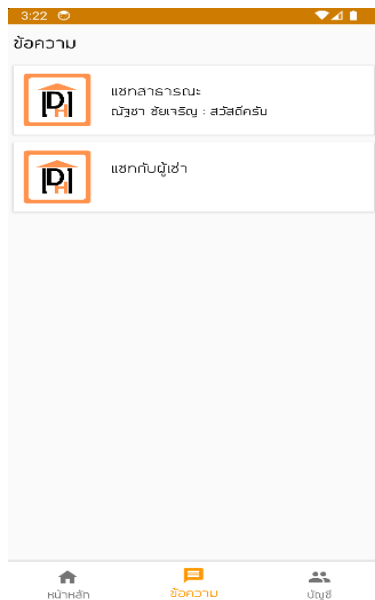 3:22
ข้อความ
แชทสาธารณะ
ณัฐชา ชัยเจริญ : สวัสดีครับ
แชทกับผู้เช่า
หน้าหลัก
ข้อความ
บัญชี